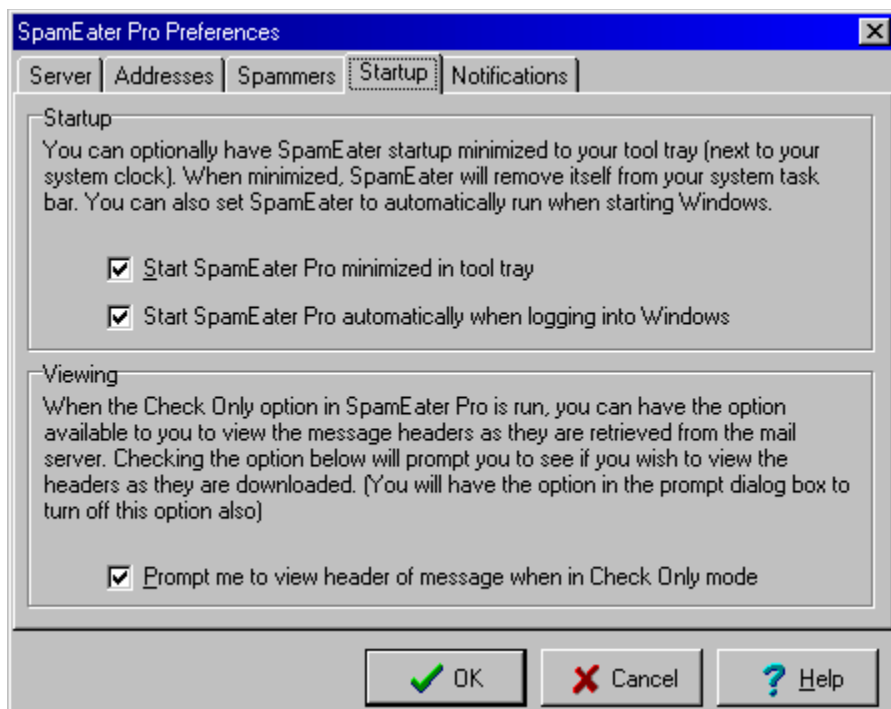 SpamEater Pro Preferences
Server Addresses Spammers Startup Notifications
Startup
You can optionally have SpamEater startup minimized to your tool tray (next to your
system clock). When minimized, SpamEater will remove itself from your system task
bar. You can also set SpamEater to automatically run when starting Windows.
Start SpamEater Pro minimized in tool tray
Start SpamEater Pro automatically when logging into Windows
Viewing
When the Check Only option in SpamEater Pro is run, you can have the option
available to you to view the message headers as they are retrieved from the mail
server. Checking the option below will prompt you to see if you wish to view the
headers as they are downloaded. (You will have the option in the prompt dialog box to
turn off this option also)
Prompt me to view header of message when in Check Only mode
OK Cancel Help